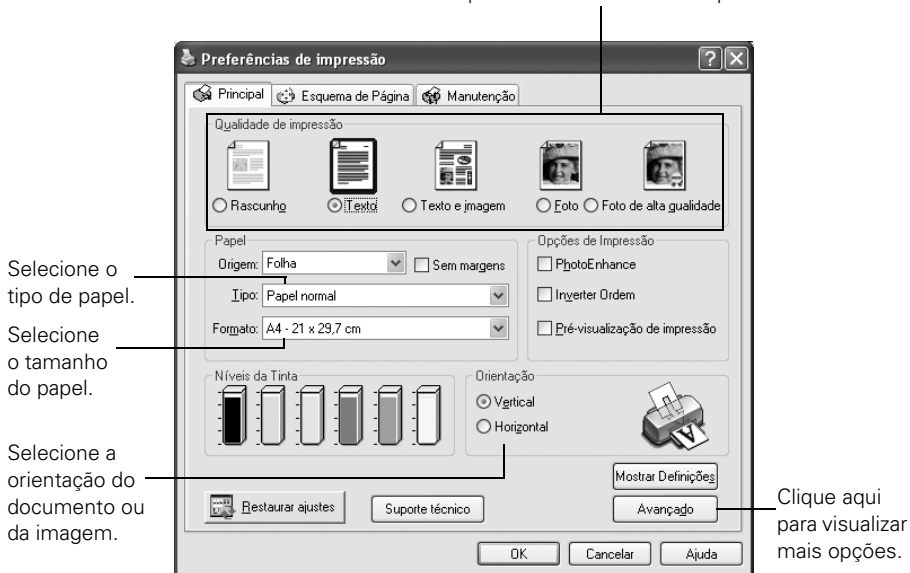 Preferências de impressão
Principal Esquema de Página Manutenção
Qualidade de impressão
Rascunho Texto Texto e imagem Foto Foto de alta qualidade
Papel
Origem: Folha Sem margens
Tipo: Papel normal
Formato: A4 - 21 x 29,7 cm
Opções de Impressão
PhotoEnhance
Inverter Ordem
Pré-visualização de impressão
Selecione o
tipo de papel.
Selecione
o tamanho
do papel.
Níveis da Tinta
Orientação
Vertical
Horizontal
A
Selecione a
orientação do
documento ou
da imagem.
Mostrar Definições
Restaurar ajustes Suporte técnico Avançado
Clique aqui
para visualizar
mais opções.
OK Cancelar Ajuda